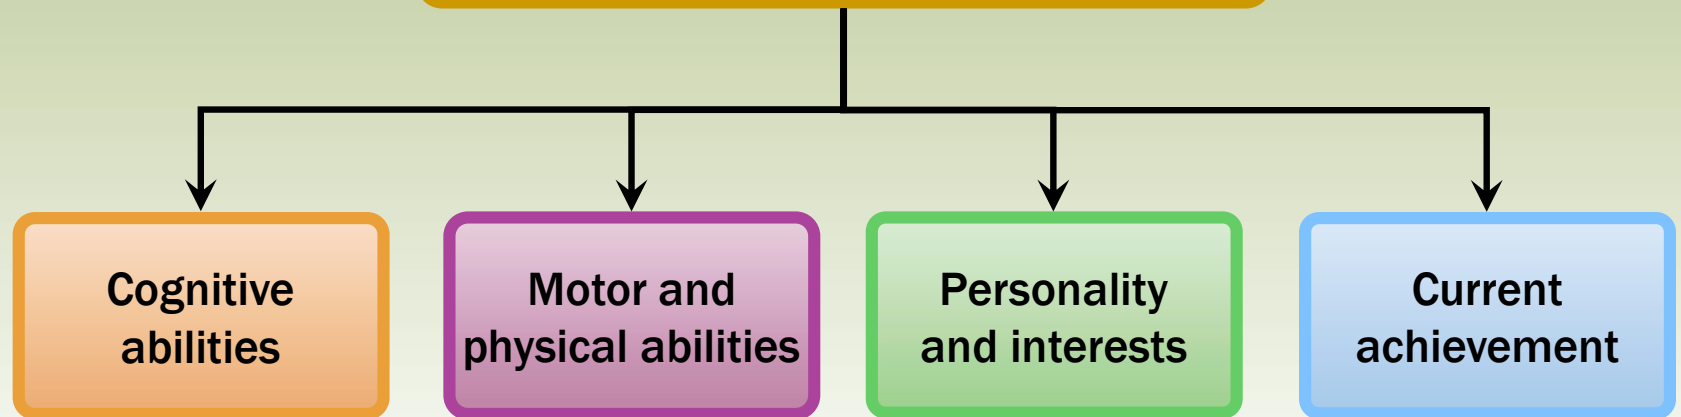 Cognitive
abilities
Motor and
physical abilities
Personality
and interests
Current
achievement